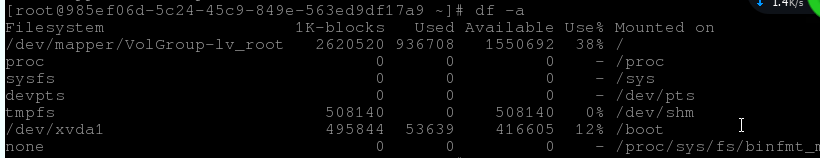 1.4K/s
[root@985ef06d-5c24-45c9-849e-563ed9df17a9 ~]# df -a
Filesystem 1K-blocks Used Available Use% Mounted on
/dev/mapper/VolGroup-lv_root 2620520 936708 1550692 38% /
proc 0 0 0 - /proc
sysfs 0 0 0 - /sys
devpts 0 0 0 - /dev/pts
tmpfs 508140 0 508140 0% /dev/shm
/dev/xvda1 495844 53639 416605 12% /boot
none 0 0 0 - /proc/sys/fs/binfmt_m